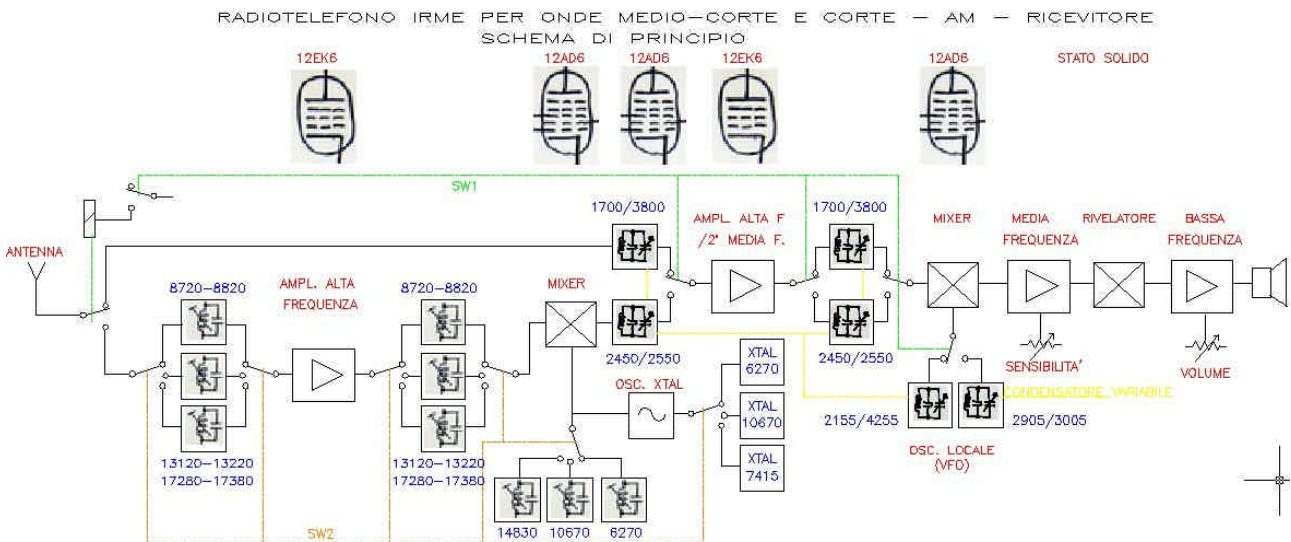 RADIOTELEFONO IRME PER ONDE MEDIO-CORTE E CORTE - AM - RICEVITORE
SCHEMA DI PRINCIPIO
12EK6
12AD6
12AD6
12EK6
12AD6
STATO SOLIDO
SW1
ANTENNA
1700/3800
AMPL. ALTA F
/2ª MEDIA F.
1700/3800
MIXER
MEDIA
FREQUENZA
RIVELATORE
BASSA
FREQUENZA
8720-8820
AMPL. ALTA
FREQUENZA
8720-8820
MIXER
2450/2550
2450/2550
SENSIBILITA'
VOLUME
OSC. XTAL
XTAL
6270
XTAL
10670
XTAL
7415
CONDENSATORE VARIABILE
2155/4255
2905/3005
OSC. LOCALE
(VFO)
13120-13220
17280-17380
13120-13220
17280-17380
14830
10670
6270
SW2